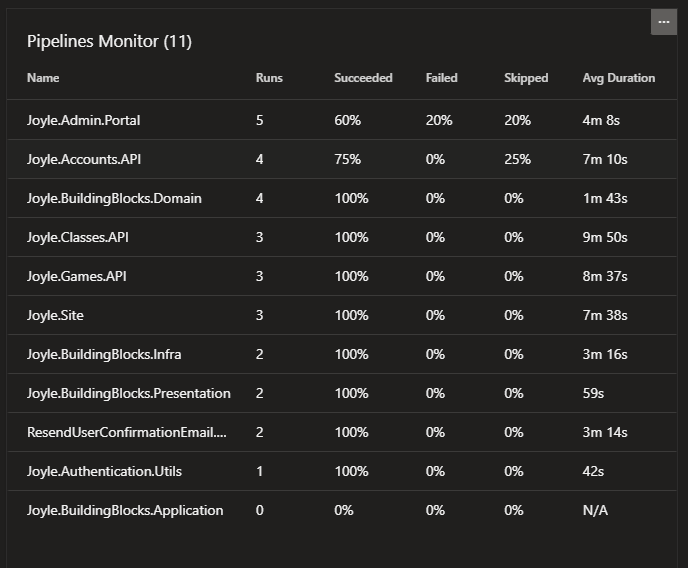 Pipelines Monitor (11)
Name Runs Succeeded Failed Skipped Avg Duration
Joyle.Admin.Portal 5 60% 20% 20% 4m 8s
Joyle.Accounts.API 4 75% 0% 25% 7m 10s
Joyle.BuildingBlocks.Domain 4 100% 0% 0% 1m 43s
Joyle.Classes.API 3 100% 0% 0% 9m 50s
Joyle.Games.API 3 100% 0% 0% 8m 37s
Joyle.Site 3 100% 0% 0% 7m 38s
Joyle.BuildingBlocks.Infra 2 100% 0% 0% 3m 16s
Joyle.BuildingBlocks.Presentation 2 100% 0% 0% 59s
ResendUserConfirmationEmail.... 2 100% 0% 0% 3m 14s
Joyle.Authentication.Utils 1 100% 0% 0% 42s
Joyle.BuildingBlocks.Application 0 0% 0% 0% N/A